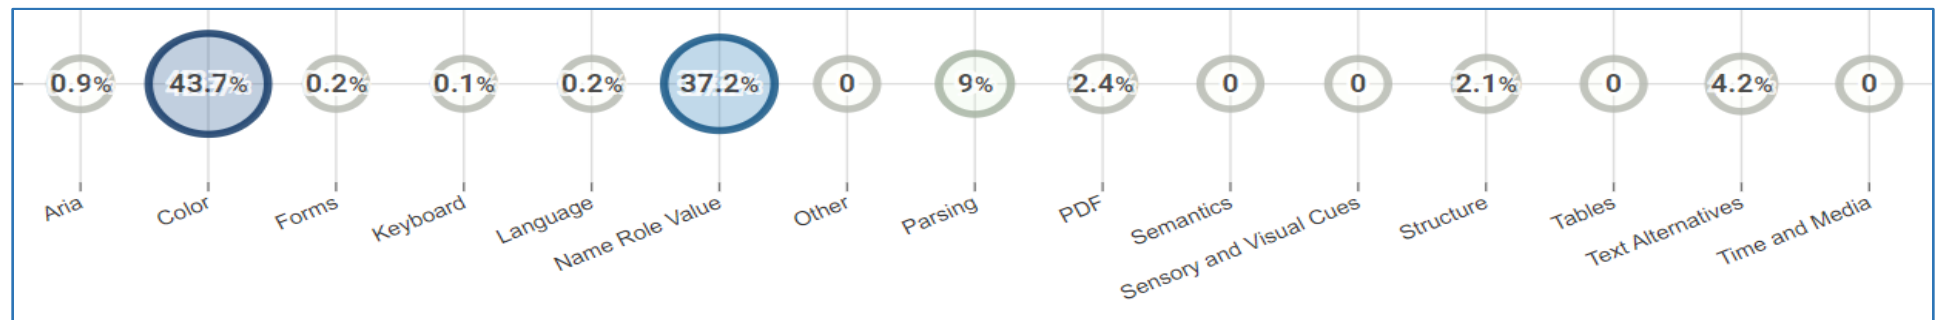 0.9% 43.7% 0.2% 0.1% 0.2% 37.2% 0 9% 2.4% 0 0 2.1% 0 4.2% 0
Aria Color Forms Keyboard Language Name Role Value Other Parsing PDF Semantics Sensory and Visual Cues Structure Tables Text Alternatives Time and Media